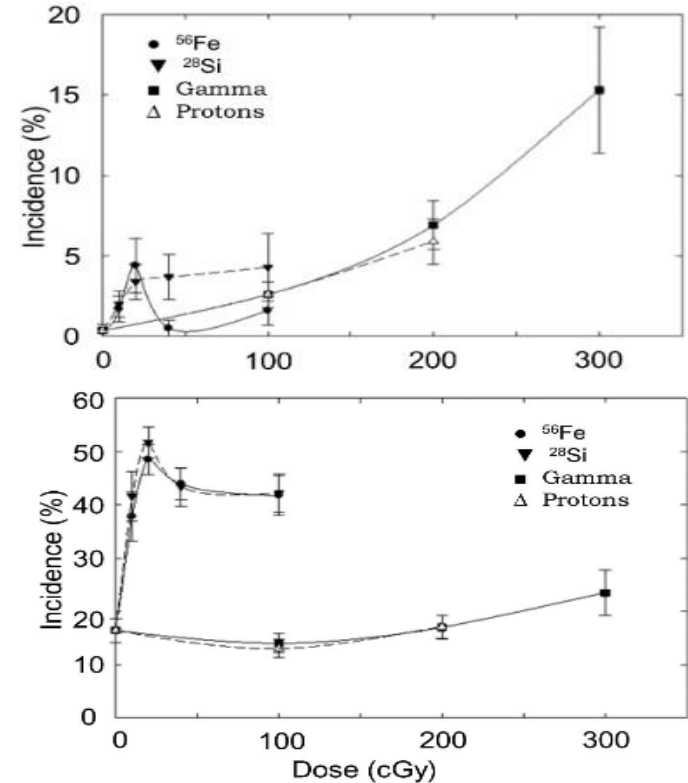 20
15
10
5
0
Incidence (%)
⁵⁶Fe
²⁸Si
Gamma
Protons
0 100 200 300
60
50
40
30
20
10
0
Incidence (%)
⁵⁶Fe
²⁸Si
Gamma
Protons
0 100 200 300
Dose (cGy)